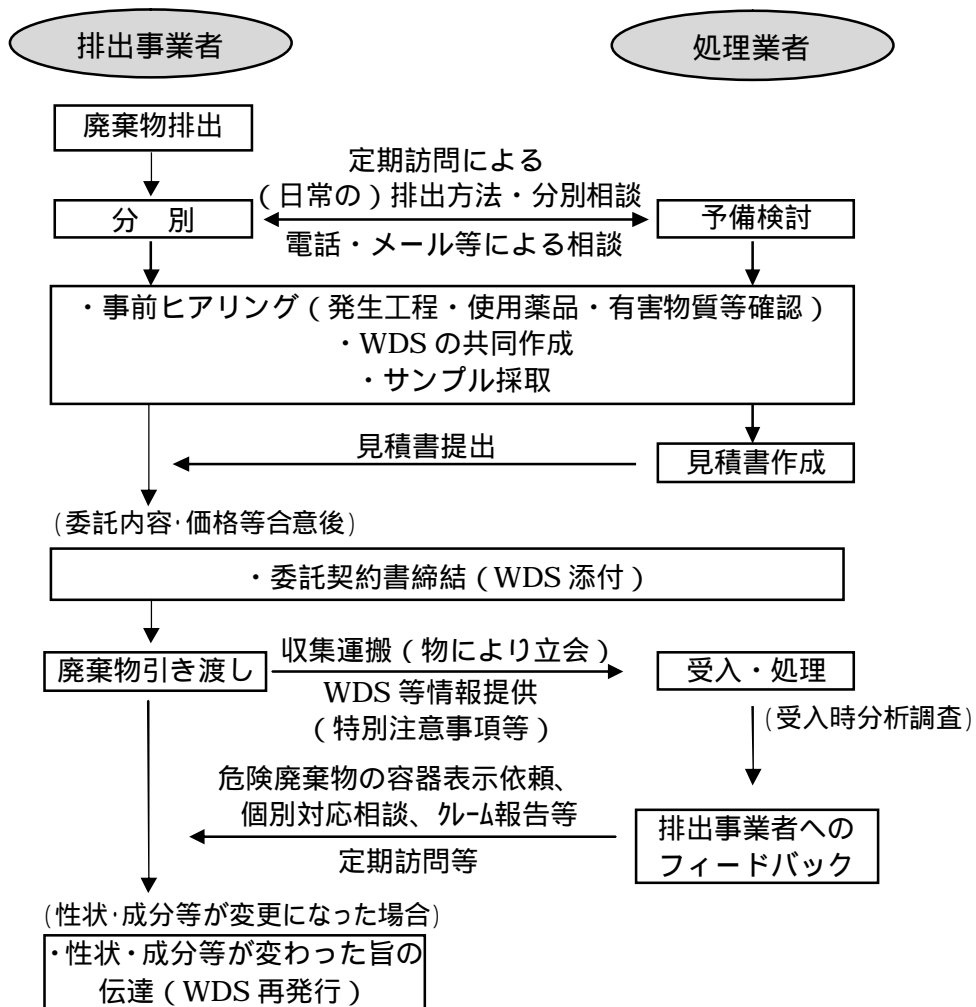 排出事業者
処理業者
廃棄物排出
定期訪問による
(日常の)排出方法・分別相談
分 別
予備検討
電話・メール等による相談
・事前ヒアリング(発生工程・使用薬品・有害物質等確認)
・WDS の共同作成
・サンプル採取
見積書提出
見積書作成
(委託内容・価格等合意後)
・委託契約書締結(WDS 添付)
収集運搬(物により立会)
廃棄物引き渡し
受入・処理
WDS 等情報提供
(特別注意事項等)
(受入時分析調査)
危険廃棄物の容器表示依頼、
個別対応相談、クレーム報告等
排出事業者への
フィードバック
定期訪問等
(性状・成分等が変更になった場合)
・性状・成分等が変わった旨の
伝達(WDS 再発行)